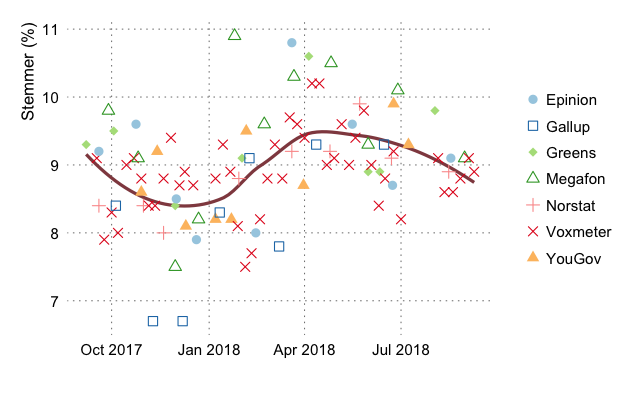 Stemmer (%)
11
10
9
8
7
Oct 2017
Jan 2018
Apr 2018
Jul 2018
Epinion
Gallup
Greens
Megafon
Norstat
Voxmeter
YouGov